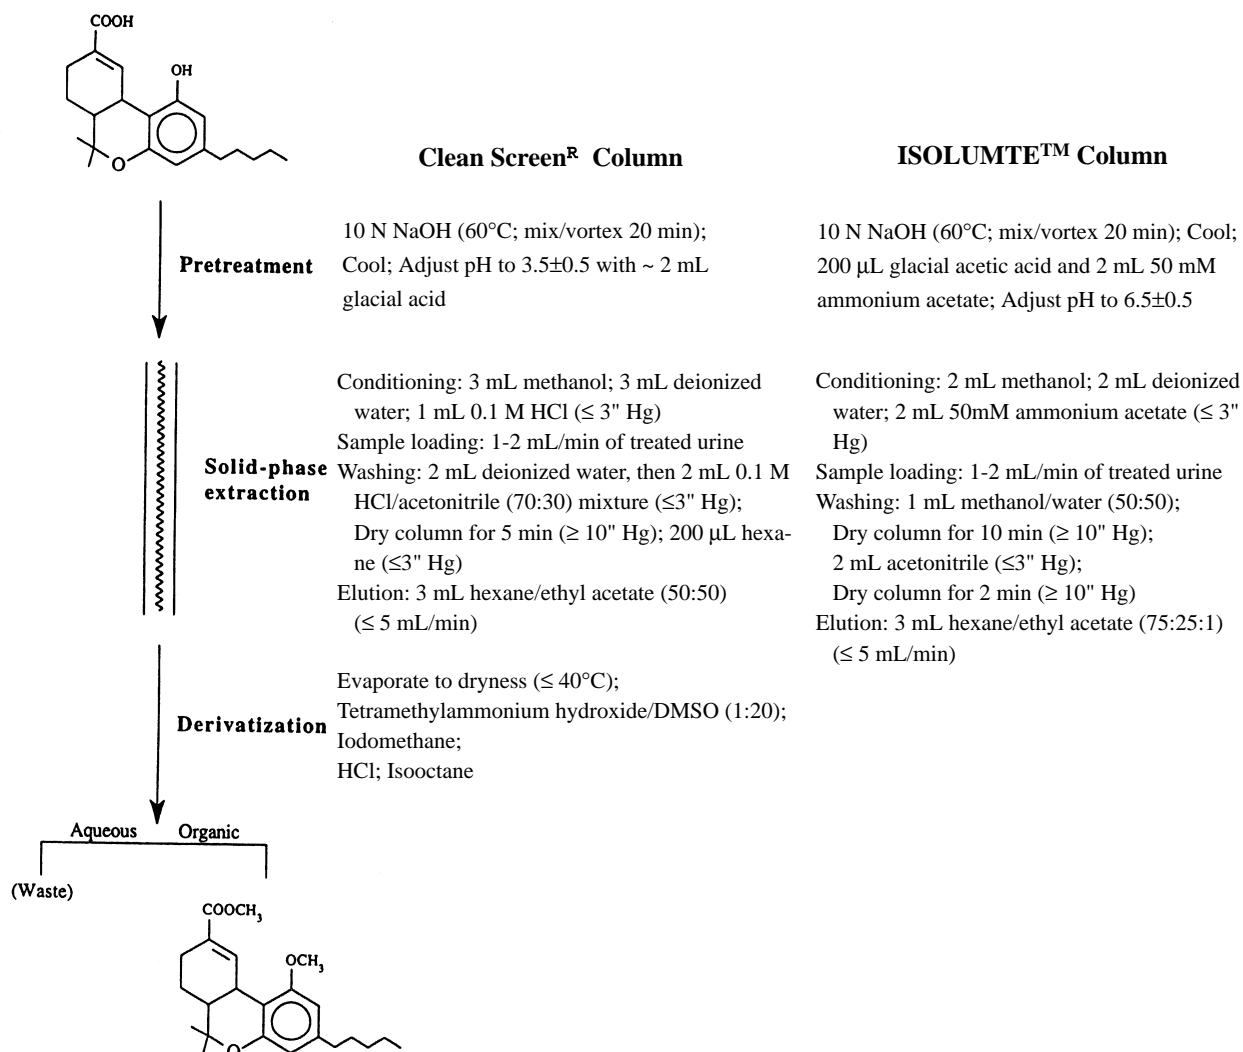 COOH
OH
O
Clean Screenᴿ Column
ISOLUMTE™ Column
Pretreatment
10 N NaOH (60°C; mix/vortex 20 min);
Cool; Adjust pH to 3.5±0.5 with ~ 2 mL
glacial acid
10 N NaOH (60°C; mix/vortex 20 min); Cool;
200 μL glacial acetic acid and 2 mL 50 mM
ammonium acetate; Adjust pH to 6.5±0.5
Solid-phase
extraction
Conditioning: 3 mL methanol; 3 mL deionized
water; 1 mL 0.1 M HCl (≤ 3" Hg)
Sample loading: 1-2 mL/min of treated urine
Washing: 2 mL deionized water, then 2 mL 0.1 M
HCl/acetonitrile (70:30) mixture (≤3" Hg);
Dry column for 5 min (≥ 10" Hg); 200 μL hexa-
ne (≤3" Hg)
Elution: 3 mL hexane/ethyl acetate (50:50)
(≤ 5 mL/min)
Conditioning: 2 mL methanol; 2 mL deionized
water; 2 mL 50mM ammonium acetate (≤ 3"
Hg)
Sample loading: 1-2 mL/min of treated urine
Washing: 1 mL methanol/water (50:50);
Dry column for 10 min (≥ 10" Hg);
2 mL acetonitrile (≤3" Hg);
Dry column for 2 min (≥ 10" Hg)
Elution: 3 mL hexane/ethyl acetate (75:25:1)
(≤ 5 mL/min)
Derivatization
Evaporate to dryness (≤ 40°C);
Tetramethylammonium hydroxide/DMSO (1:20);
Iodomethane;
HCl; Isooctane
Aqueous Organic
(Waste)
COOCH₃
OCH₃
O